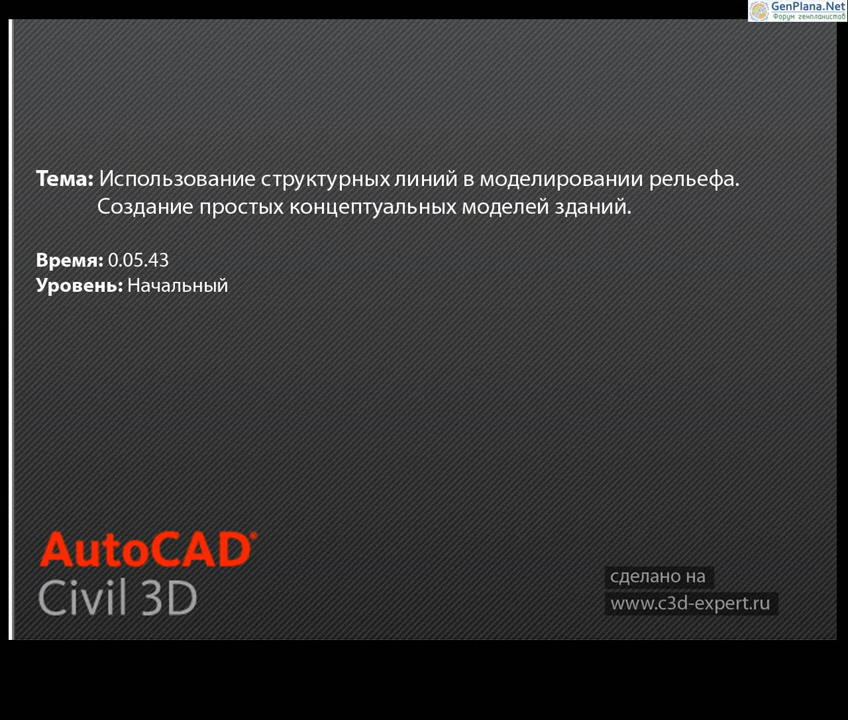 GenPlana.Net
Форум генпланистов
Тема: Использование структурных линий в моделировании рельефа.
Создание простых концептуальных моделей зданий.
Время: 0.05.43
Уровень: Начальный
AutoCAD®
Civil 3D
сделано на
www.c3d-expert.ru